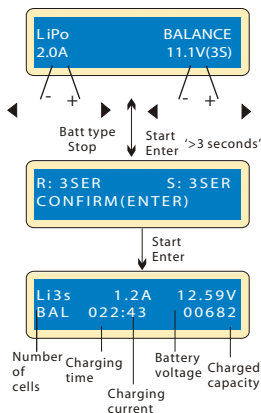 LiPo BALANCE
2.0A 11.1V(3S)
- + - +
Batt type
Stop
Start
Enter '>3 seconds'
R: 3SER S: 3SER
CONFIRM(ENTER)
Start
Enter
Li3s 1.2A 12.59V
BAL 022:43 00682
Number
of
cells
Charging
time
Charging
current
Battery
voltage
Charged
capacity